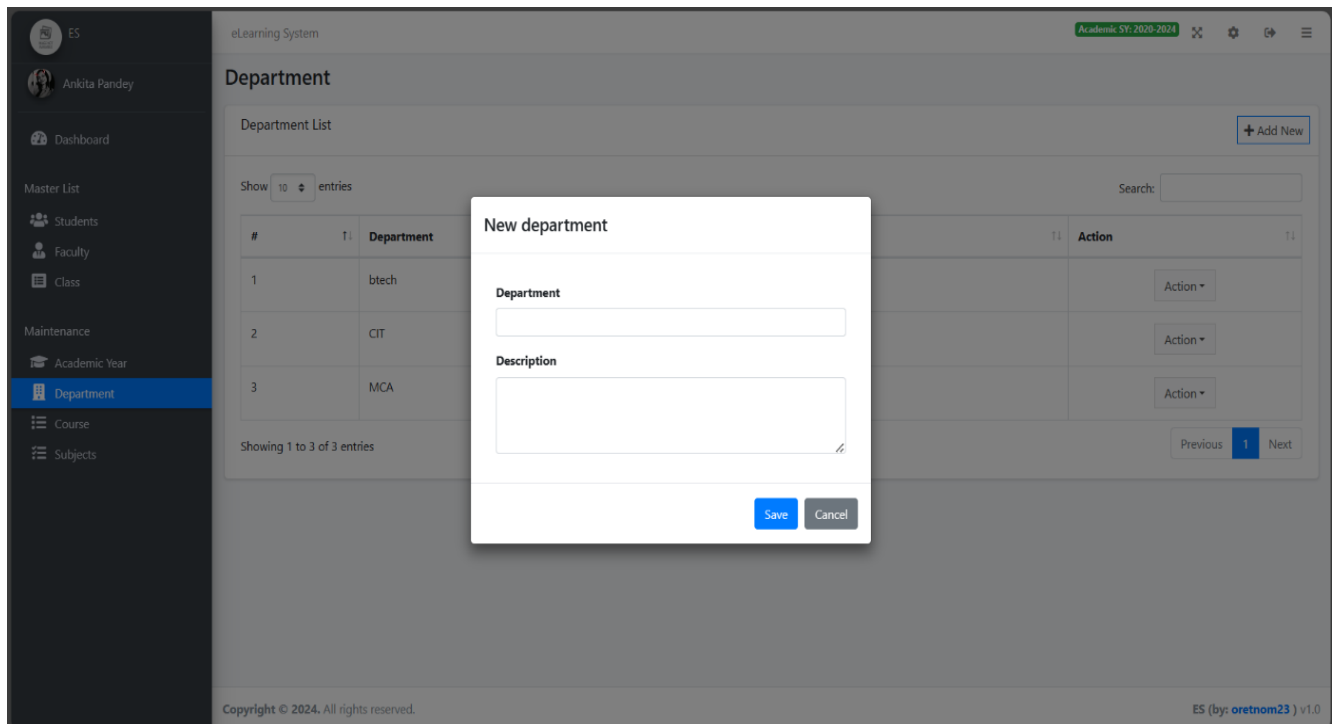 ES
eLearning System
Academic SY: 2020-2024
Ankita Pandey
Dashboard
Master List
Students
Faculty
Class
Maintenance
Academic Year
Department
Course
Subjects
Department
Department List
+ Add New
Show 10 entries
Search:
# Department Action
1 btech Action
2 CIT Action
3 MCA Action
Showing 1 to 3 of 3 entries
Previous 1 Next
New department
Department
Description
Save Cancel
Copyright © 2024. All rights reserved.
ES (by: oretnom23 ) v1.0